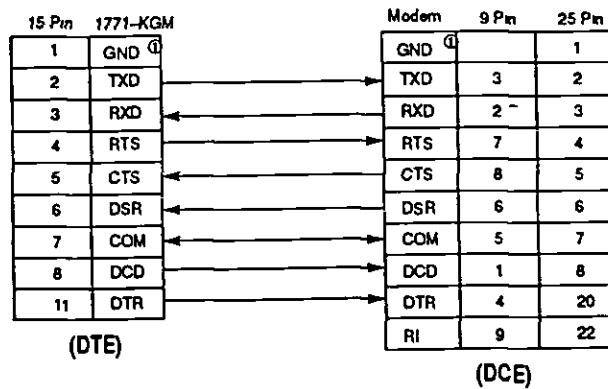 15 Pin 1771-KGM
1 GND ①
2 TXD
3 RXD
4 RTS
5 CTS
6 DSR
7 COM
8 DCD
11 DTR
(DTE)
Modem 9 Pin 25 Pin
GND ① 1
TXD 3 2
RXD 2 3
RTS 7 4
CTS 8 5
DSR 6 6
COM 5 7
DCD 1 8
DTR 4 20
RI 9 22
(DCE)